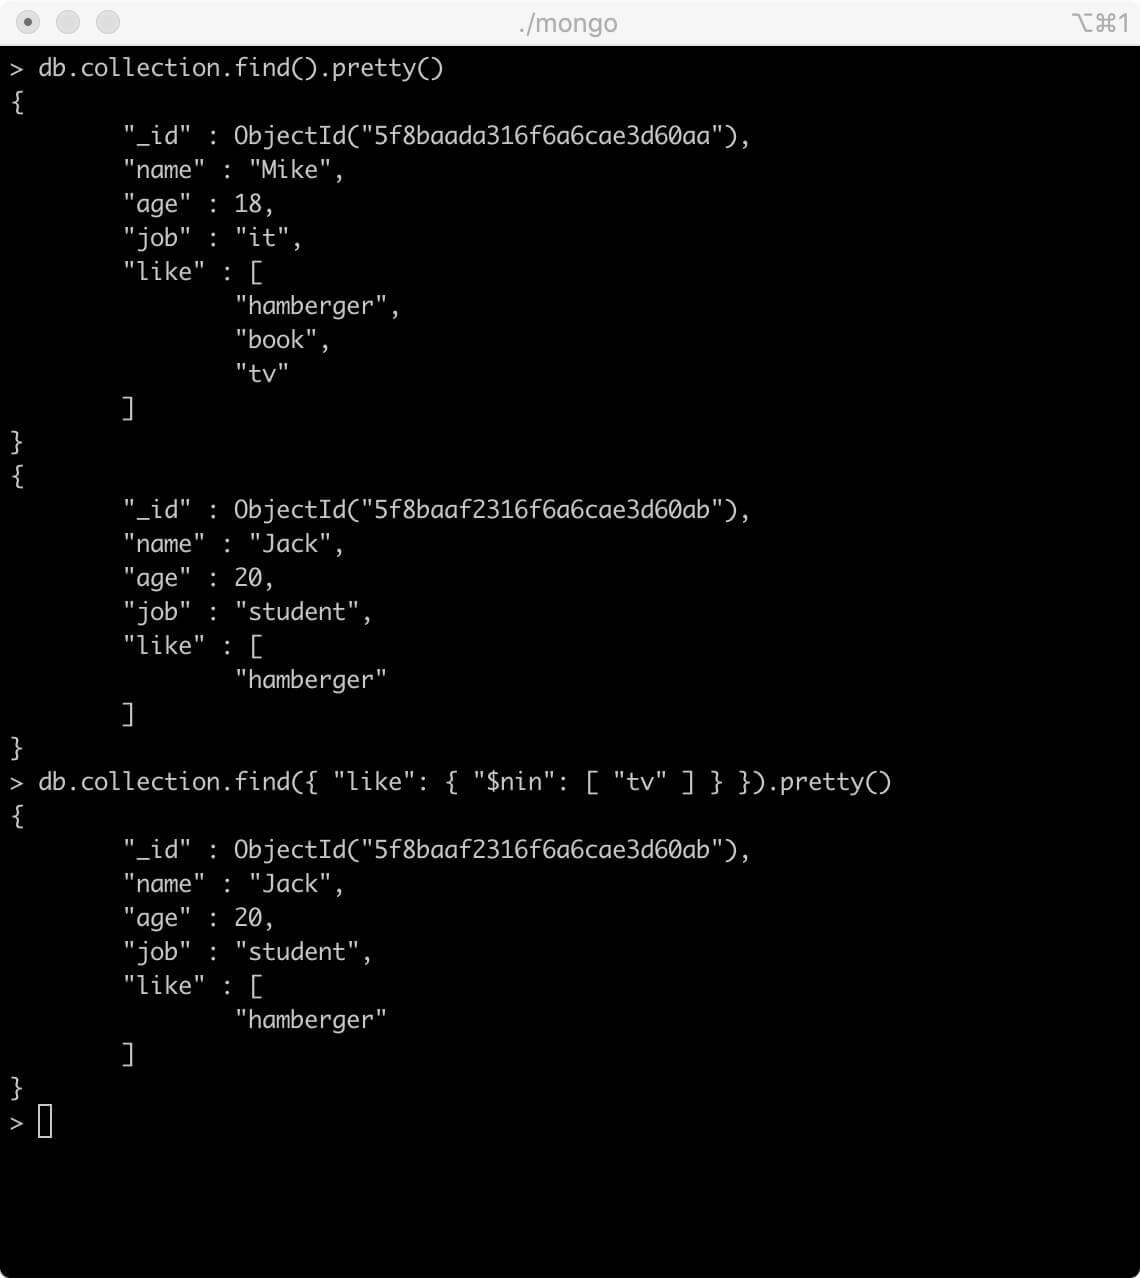 ./mongo
⌥⌘1
> db.collection.find().pretty()
{
        "_id" : ObjectId("5f8baada316f6a6cae3d60aa"),
        "name" : "Mike",
        "age" : 18,
        "job" : "it",
        "like" : [
                "hamberger",
                "book",
                "tv"
        ]
}
{
        "_id" : ObjectId("5f8baaf2316f6a6cae3d60ab"),
        "name" : "Jack",
        "age" : 20,
        "job" : "student",
        "like" : [
                "hamberger"
        ]
}
> db.collection.find({ "like": { "$nin": [ "tv" ] } }).pretty()
{
        "_id" : ObjectId("5f8baaf2316f6a6cae3d60ab"),
        "name" : "Jack",
        "age" : 20,
        "job" : "student",
        "like" : [
                "hamberger"
        ]
}
>